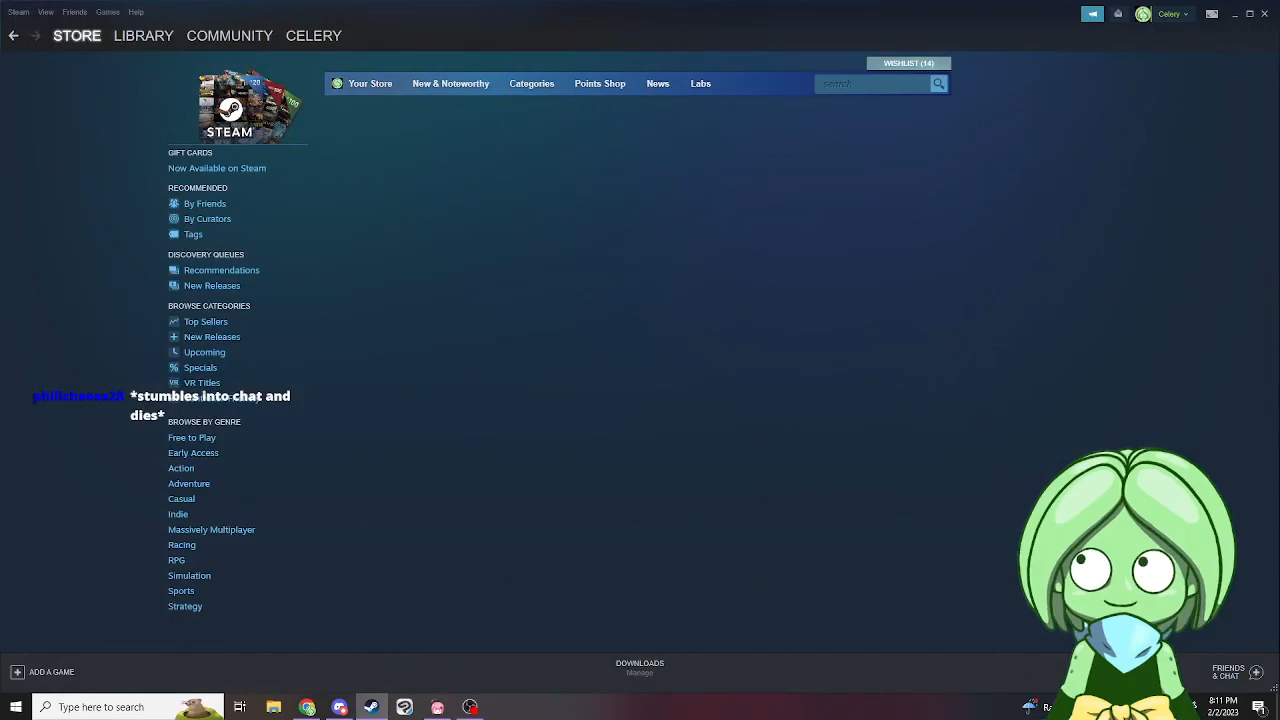 Steam View Friends Games Help
Celery
STORE LIBRARY COMMUNITY CELERY
WISHLIST (14)
Your Store New & Noteworthy Categories Points Shop News Labs search
STEAM
GIFT CARDS
Now Available on Steam
RECOMMENDED
By Friends
By Curators
Tags
DISCOVERY QUEUES
Recommendations
New Releases
BROWSE CATEGORIES
Top Sellers
New Releases
Upcoming
Specials
VR Titles
*stumbles into chat and
dies*
BROWSE BY GENRE
Free to Play
Early Access
Action
Adventure
Casual
Indie
Massively Multiplayer
Racing
RPG
Simulation
Sports
Strategy
ADD A GAME
DOWNLOADS
Manage
FRIENDS
& CHAT
Type here to search
8:11 PM
2/2/2023